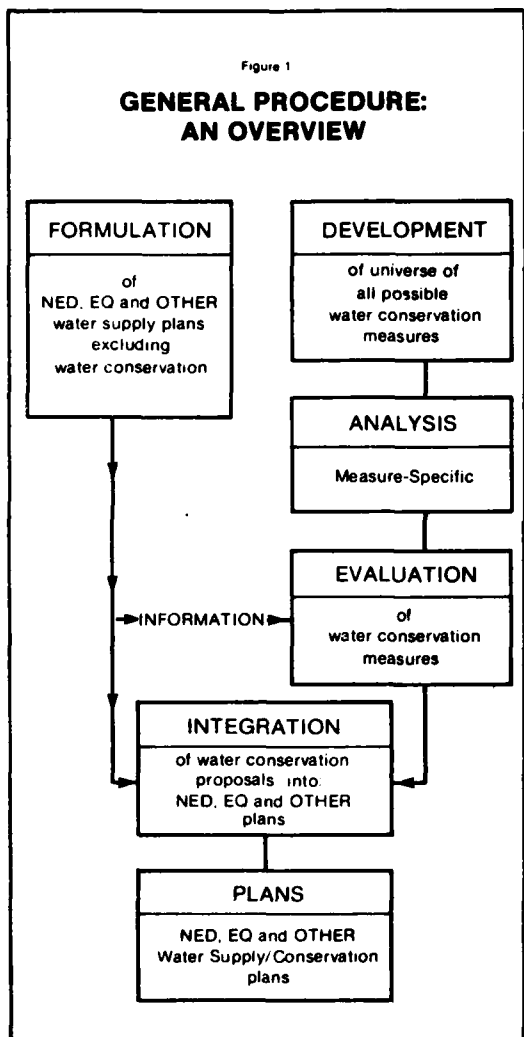 Figure 1
GENERAL PROCEDURE:
AN OVERVIEW
FORMULATION
of
NED, EQ and OTHER
water supply plans
excluding
water conservation
DEVELOPMENT
of universe of
all possible
water conservation
measures
ANALYSIS
Measure-Specific
EVALUATION
of
water conservation
measures
INFORMATION
INTEGRATION
of water conservation
proposals into:
NED, EQ and OTHER
plans
PLANS
NED, EQ and OTHER
Water Supply/Conservation
plans